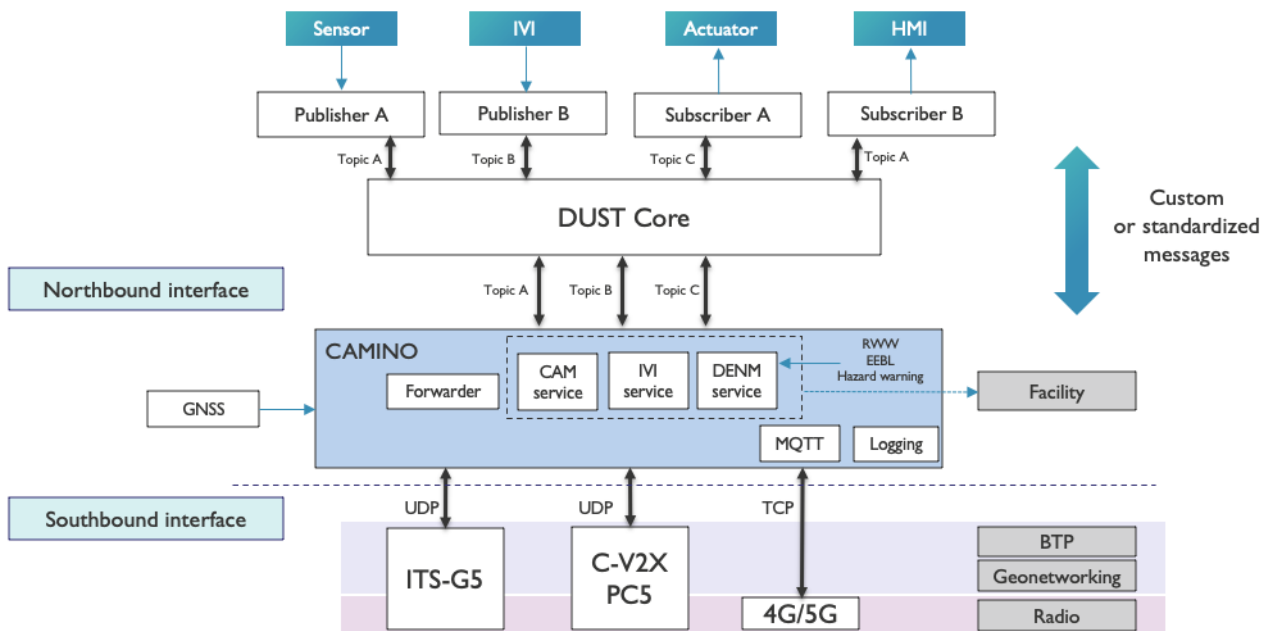 Sensor
IVI
Actuator
HMI
Publisher A
Publisher B
Subscriber A
Subscriber B
Topic A
Topic B
Topic C
Topic A
DUST Core
Custom
or standardized
messages
Northbound interface
Topic A
Topic B
Topic C
CAMINO
Forwarder
CAM
service
IVI
service
DENM
service
RWW
EEBL
Hazard warning
GNSS
Facility
MQTT
Logging
Southbound interface
UDP
UDP
TCP
ITS-G5
C-V2X
PC5
4G/5G
BTP
Geonetworking
Radio